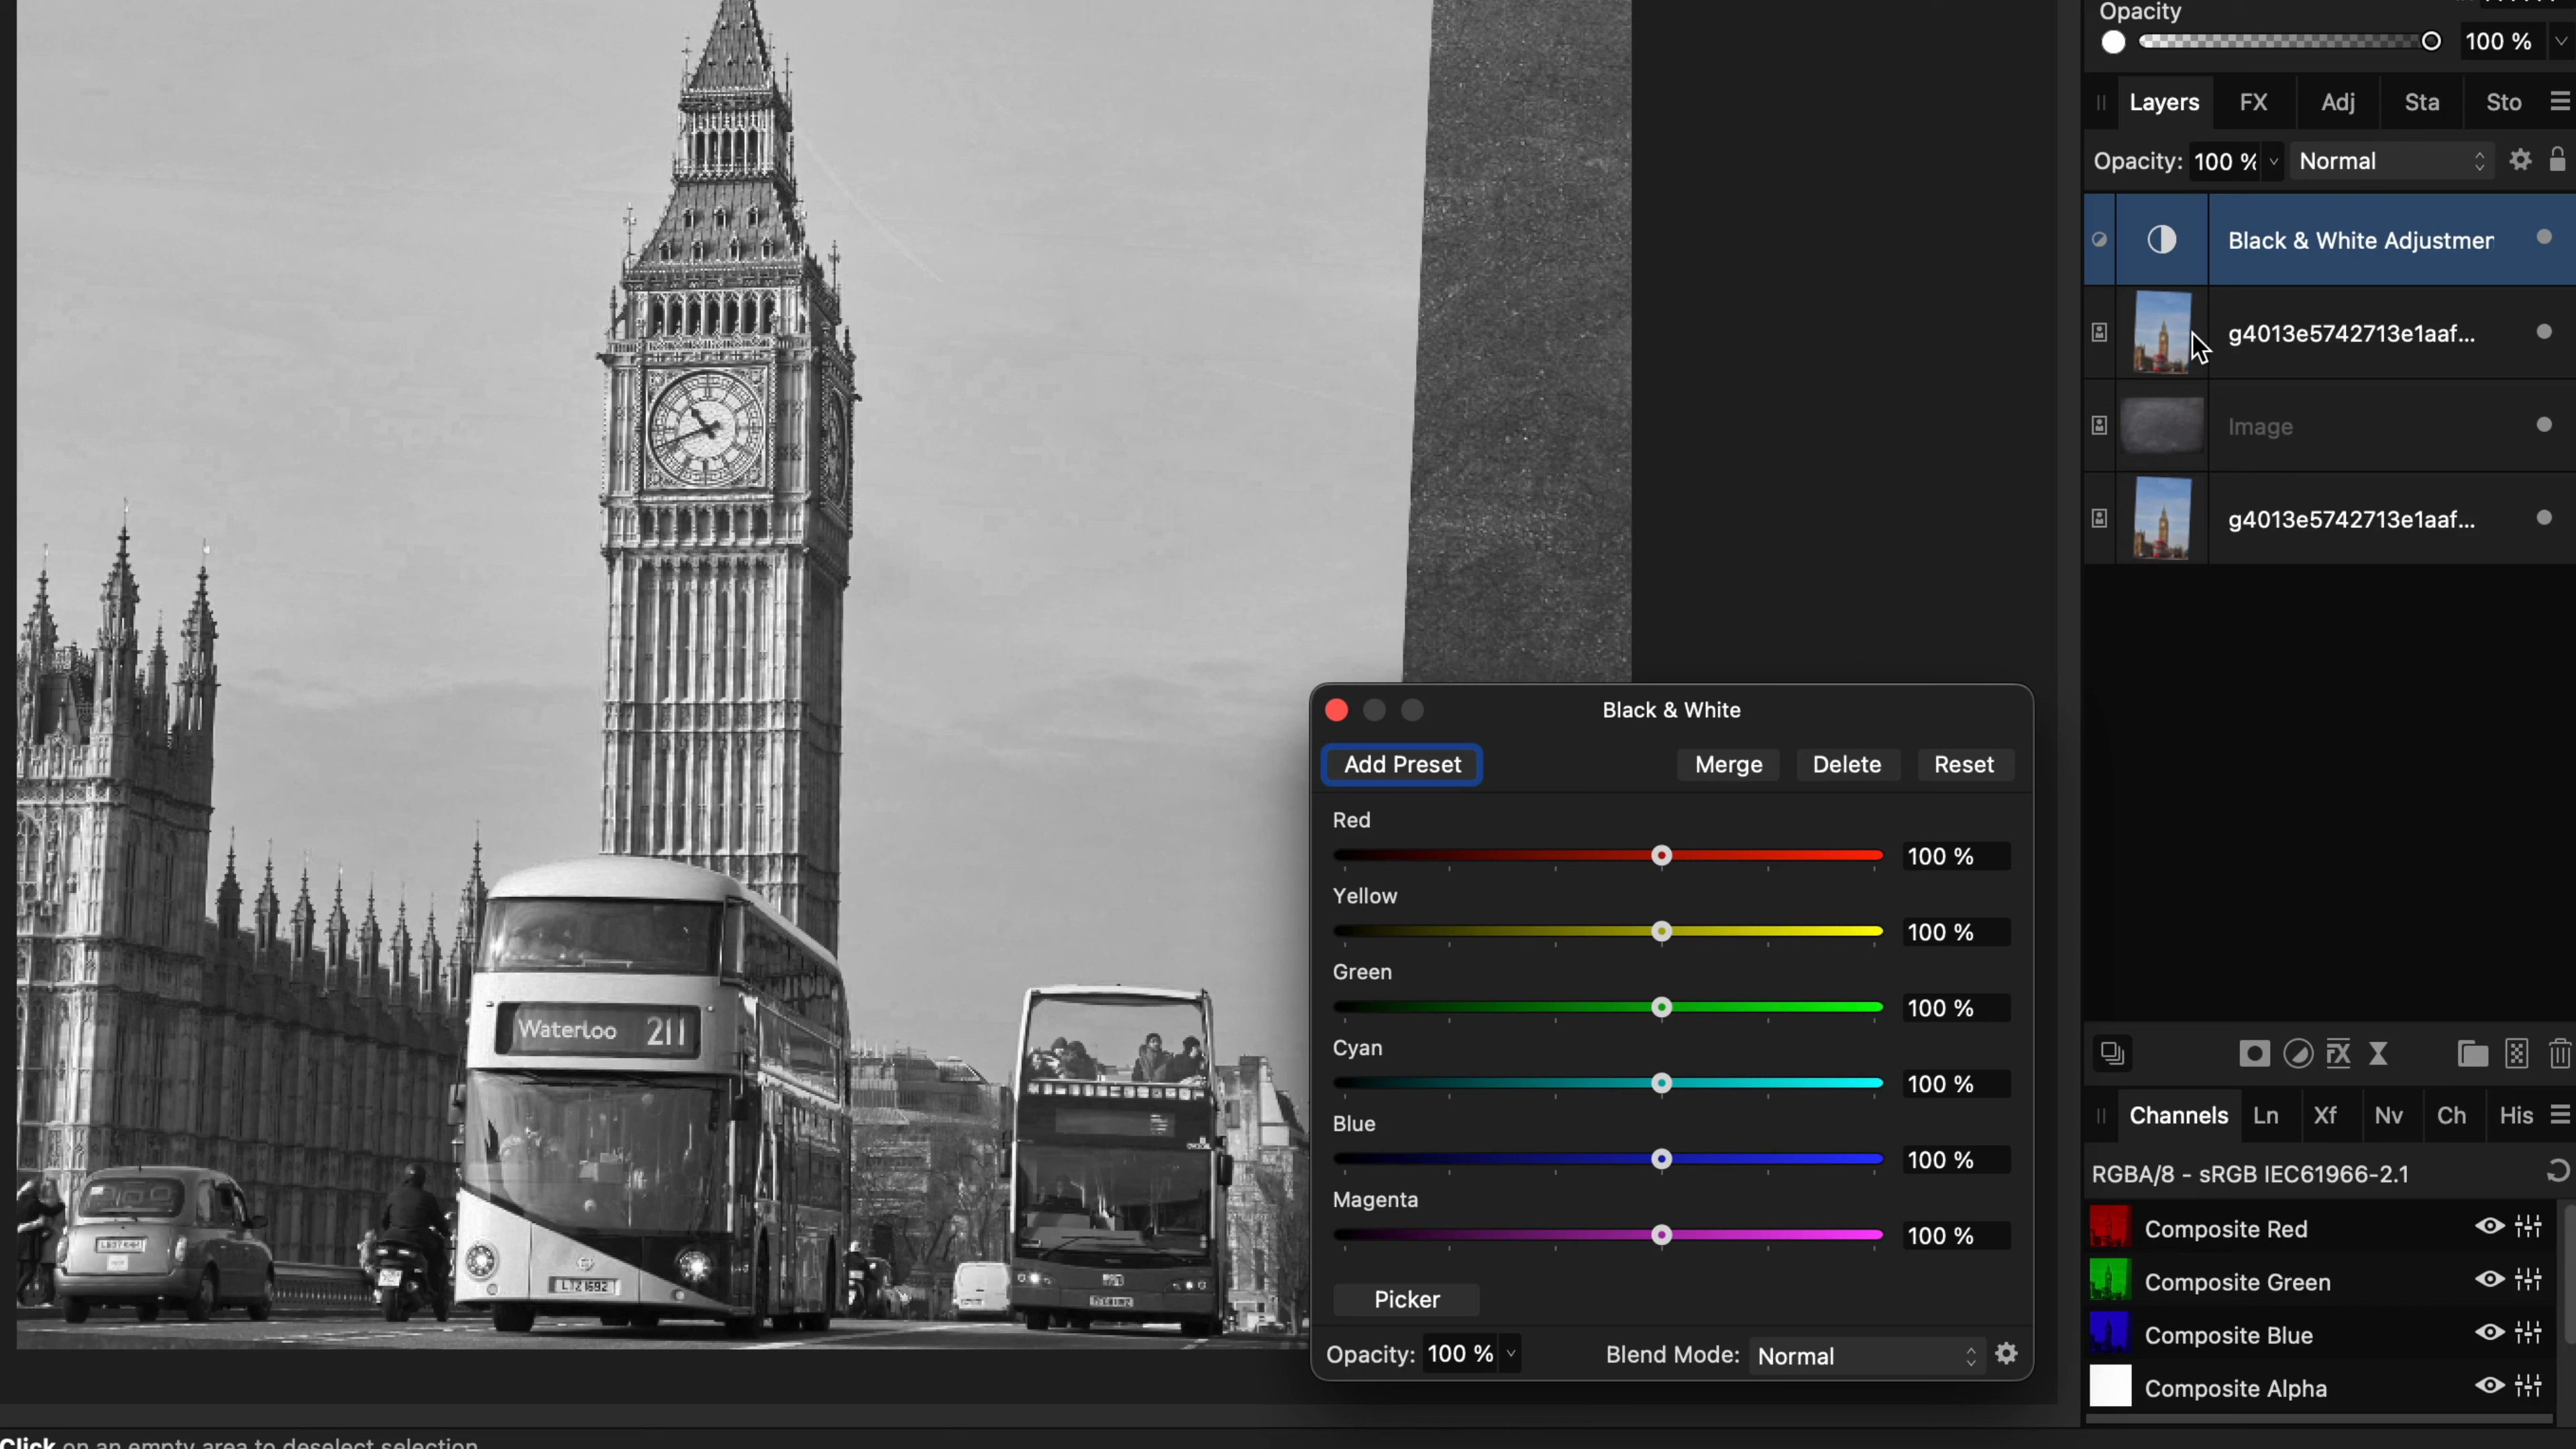 Opacity
100 %
Layers FX Adj Sta Sto
Opacity: 100 % Normal
Black & White Adjustmer
g4013e5742713e1aaf...
Image
g4013e5742713e1aaf...
Black & White
Add Preset Merge Delete Reset
Red
100 %
Yellow
100 %
Green
100 %
Cyan
100 %
Blue
100 %
Magenta
100 %
Picker
Opacity: 100 % Blend Mode: Normal
Channels Ln Xf Nv Ch His
RGBA/8 - sRGB IEC61966-2.1
Composite Red
Composite Green
Composite Blue
Composite Alpha
Waterloo 211
LTZ 1692
Click on an empty area to deselect selection